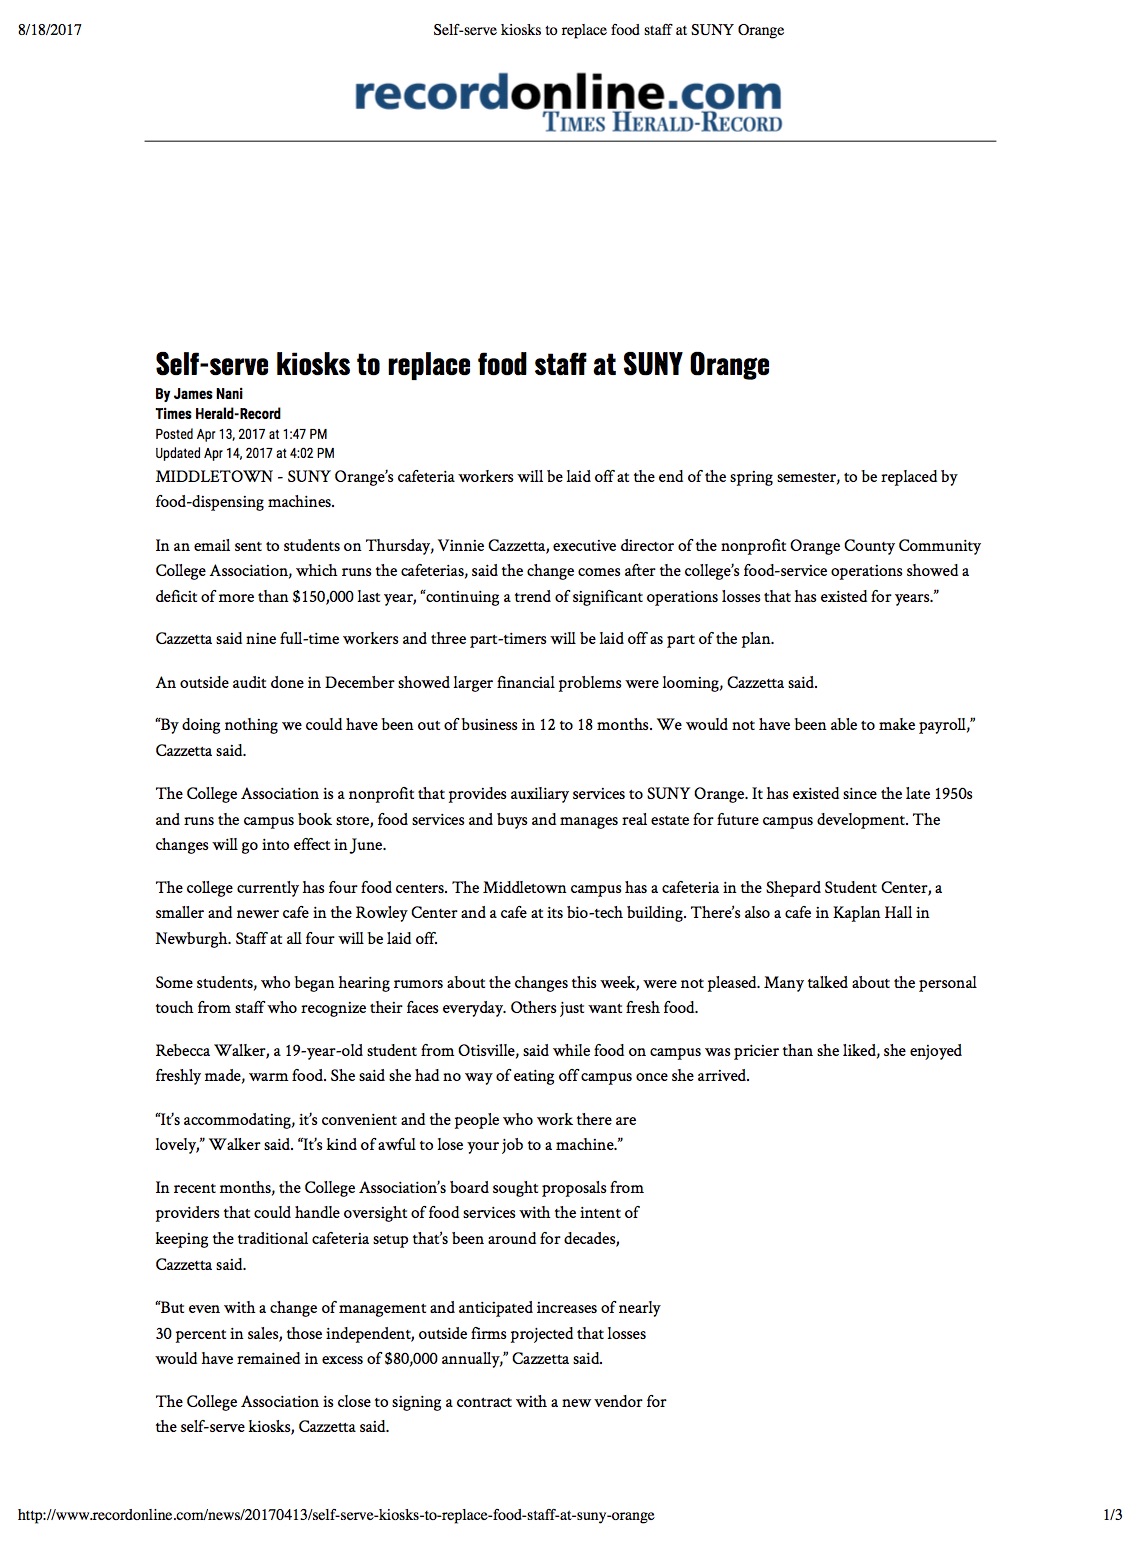 8/18/2017
Self-serve kiosks to replace food staff at SUNY Orange
recordonline.com
TIMES HERALD-RECORD
Self-serve kiosks to replace food staff at SUNY Orange
By James Nani
Times Herald-Record
Posted Apr 13, 2017 at 1:47 PM
Updated Apr 14, 2017 at 4:02 PM
MIDDLETOWN - SUNY Orange’s cafeteria workers will be laid off at the end of the spring semester, to be replaced by
food-dispensing machines.
In an email sent to students on Thursday, Vinnie Cazzetta, executive director of the nonprofit Orange County Community
College Association, which runs the cafeterias, said the change comes after the college’s food-service operations showed a
deficit of more than $150,000 last year, “continuing a trend of significant operations losses that has existed for years.”
Cazzetta said nine full-time workers and three part-timers will be laid off as part of the plan.
An outside audit done in December showed larger financial problems were looming, Cazzetta said.
“By doing nothing we could have been out of business in 12 to 18 months. We would not have been able to make payroll,”
Cazzetta said.
The College Association is a nonprofit that provides auxiliary services to SUNY Orange. It has existed since the late 1950s
and runs the campus book store, food services and buys and manages real estate for future campus development. The
changes will go into effect in June.
The college currently has four food centers. The Middletown campus has a cafeteria in the Shepard Student Center, a
smaller and newer cafe in the Rowley Center and a cafe at its bio-tech building. There’s also a cafe in Kaplan Hall in
Newburgh. Staff at all four will be laid off.
Some students, who began hearing rumors about the changes this week, were not pleased. Many talked about the personal
touch from staff who recognize their faces everyday. Others just want fresh food.
Rebecca Walker, a 19-year-old student from Otisville, said while food on campus was pricier than she liked, she enjoyed
freshly made, warm food. She said she had no way of eating off campus once she arrived.
“It’s accommodating, it’s convenient and the people who work there are
lovely,” Walker said. “It’s kind of awful to lose your job to a machine.”
In recent months, the College Association’s board sought proposals from
providers that could handle oversight of food services with the intent of
keeping the traditional cafeteria setup that’s been around for decades,
Cazzetta said.
“But even with a change of management and anticipated increases of nearly
30 percent in sales, those independent, outside firms projected that losses
would have remained in excess of $80,000 annually,” Cazzetta said.
The College Association is close to signing a contract with a new vendor for
the self-serve kiosks, Cazzetta said.
http://www.recordonline.com/news/20170413/self-serve-kiosks-to-replace-food-staff-at-suny-orange
1/3